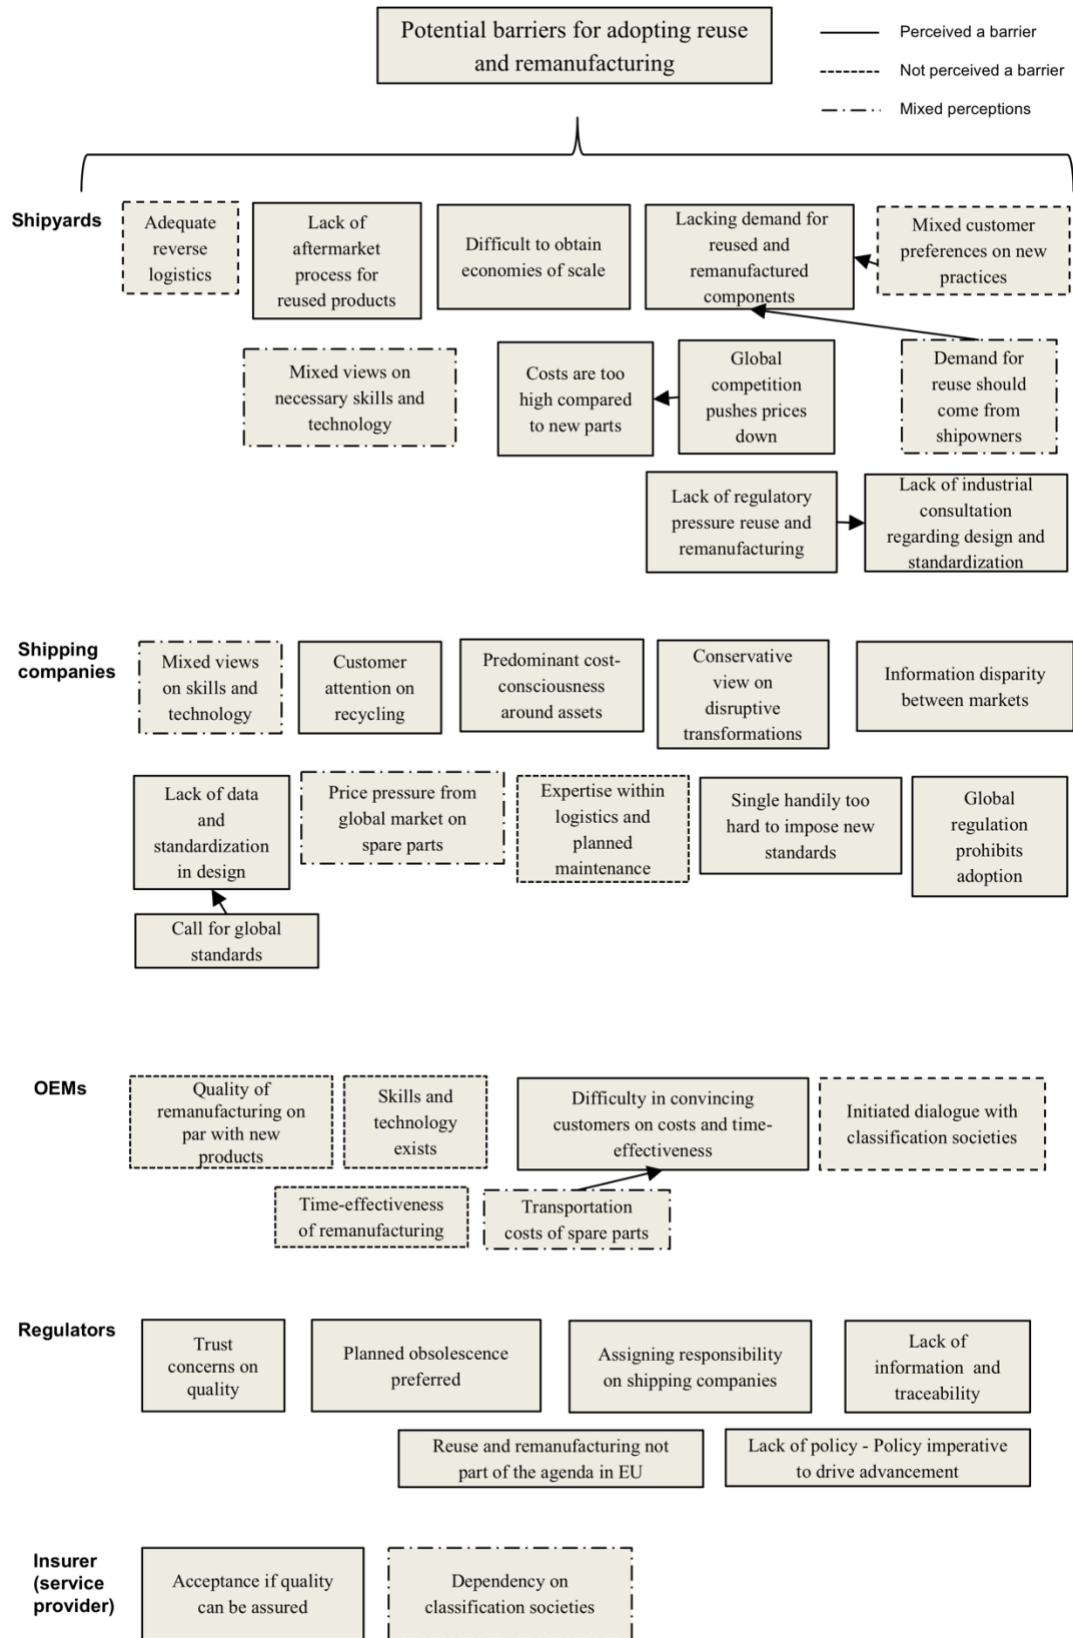 Potential barriers for adopting reuse
and remanufacturing
Perceived a barrier
Not perceived a barrier
Mixed perceptions
Shipyards
Adequate
reverse
logistics
Lack of
aftermarket
process for
reused products
Difficult to obtain
economies of scale
Lacking demand for
reused and
remanufactured
components
Mixed customer
preferences on new
practices
Mixed views on
necessary skills and
technology
Costs are too
high compared
to new parts
Global
competition
pushes prices
down
Demand for
reuse should
come from
shipowners
Lack of regulatory
pressure reuse and
remanufacturing
Lack of industrial
consultation
regarding design and
standardization
Shipping
companies
Mixed views
on skills and
technology
Customer
attention on
recycling
Predominant cost-
consciousness
around assets
Conservative
view on
disruptive
transformations
Information disparity
between markets
Lack of data
and
standardization
in design
Price pressure from
global market on
spare parts
Expertise within
logistics and
planned
maintenance
Single handily too
hard to impose new
standards
Global
regulation
prohibits
adoption
Call for global
standards
OEMs
Quality of
remanufacturing on
par with new
products
Skills and
technology
exists
Difficulty in convincing
customers on costs and time-
effectiveness
Initiated dialogue with
classification societies
Time-effectiveness
of remanufacturing
Transportation
costs of spare parts
Regulators
Trust
concerns on
quality
Planned obsolescence
preferred
Assigning responsibility
on shipping companies
Lack of
information and
traceability
Reuse and remanufacturing not
part of the agenda in EU
Lack of policy - Policy imperative
to drive advancement
Insurer
(service
provider)
Acceptance if quality
can be assured
Dependency on
classification societies